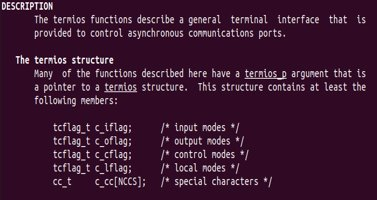 DESCRIPTION
The termios functions describe a general terminal interface that is
provided to control asynchronous communications ports.
The termios structure
Many of the functions described here have a termios_p argument that is
a pointer to a termios structure. This structure contains at least the
following members:
tcflag_t c_iflag; /* input modes */
tcflag_t c_oflag; /* output modes */
tcflag_t c_cflag; /* control modes */
tcflag_t c_lflag; /* local modes */
cc_t c_cc[NCCS]; /* special characters */